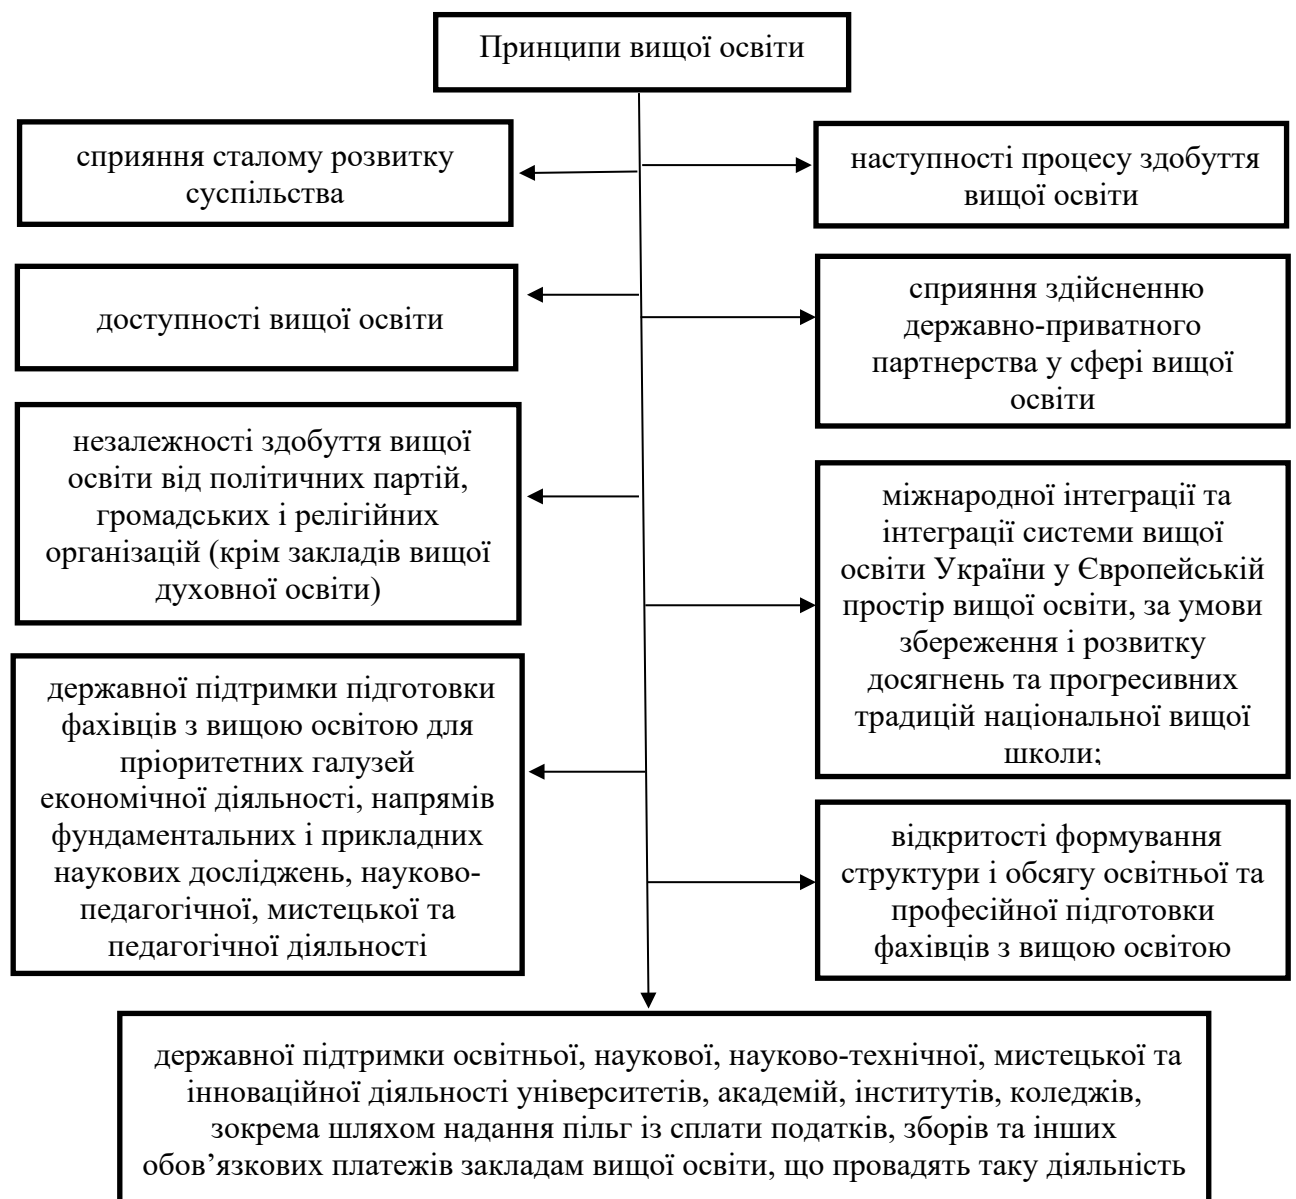 Принципи вищої освіти
сприяння сталому розвитку
суспільства
наступності процесу здобуття
вищої освіти
доступності вищої освіти
сприяння здійсненню
державно-приватного
партнерства у сфері вищої
освіти
незалежності здобуття вищої
освіти від політичних партій,
громадських і релігійних
організацій (крім закладів вищої
духовної освіти)
міжнародної інтеграції та
інтеграції системи вищої
освіти України у Європейській
простір вищої освіти, за умови
збереження і розвитку
досягнень та прогресивних
традицій національної вищої
школи;
державної підтримки підготовки
фахівців з вищою освітою для
пріоритетних галузей
економічної діяльності, напрямів
фундаментальних і прикладних
наукових досліджень, науково-
педагогічної, мистецької та
педагогічної діяльності
відкритості формування
структури і обсягу освітньої та
професійної підготовки
фахівців з вищою освітою
державної підтримки освітньої, наукової, науково-технічної, мистецької та
інноваційної діяльності університетів, академій, інститутів, коледжів,
зокрема шляхом надання пільг із сплати податків, зборів та інших
обов’язкових платежів закладам вищої освіти, що провадять таку діяльність